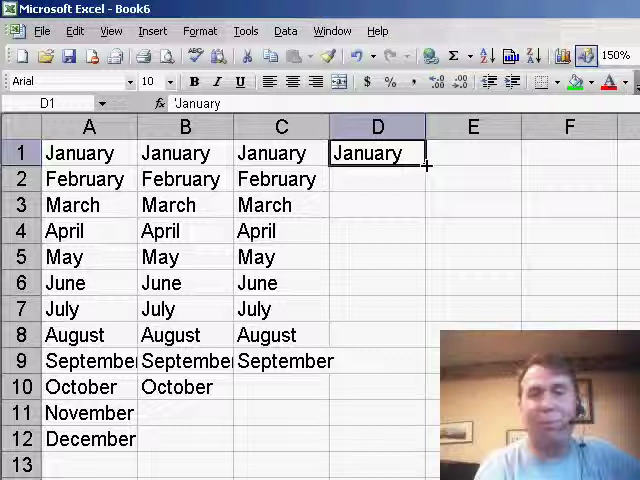 Microsoft Excel - Book6
File Edit View Insert Format Tools Data Window Help
Σ 150%
Arial 10 B I U $ % , A
D1 fx 'January
A B C D E F
1 January January January January
2 February February February
3 March March March
4 April April April
5 May May May
6 June June June
7 July July July
8 August August August
9 September September September
10 October October
11 November
12 December
13